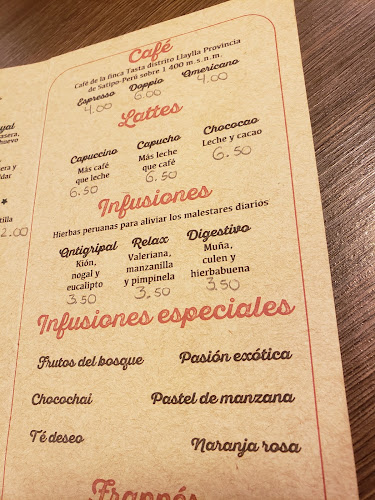 Café
Café de la finca Tasta distrito Llaylla Provincia
de Satipo-Perú sobre 1 400 m.s.n.m.
Espresso Doppio Americano
4.00 6.00 4.00
Lattes
Capuccino Capucho Chococao
Más café que leche
Más leche que café
Leche y cacao
6.50 6.50 6.50
Infusiones
Hierbas peruanas para aliviar los malestares diarios
Antigripal Relax Digestivo
Kión, nogal y eucalipto
Valeriana, manzanilla y pimpinela
Muña, culen y hierbabuena
3.50 3.50 3.50
Infusiones especiales
Frutos del bosque Pasión exótica
Chocochai Pastel de manzana
Té deseo Naranja rosa
Frappés